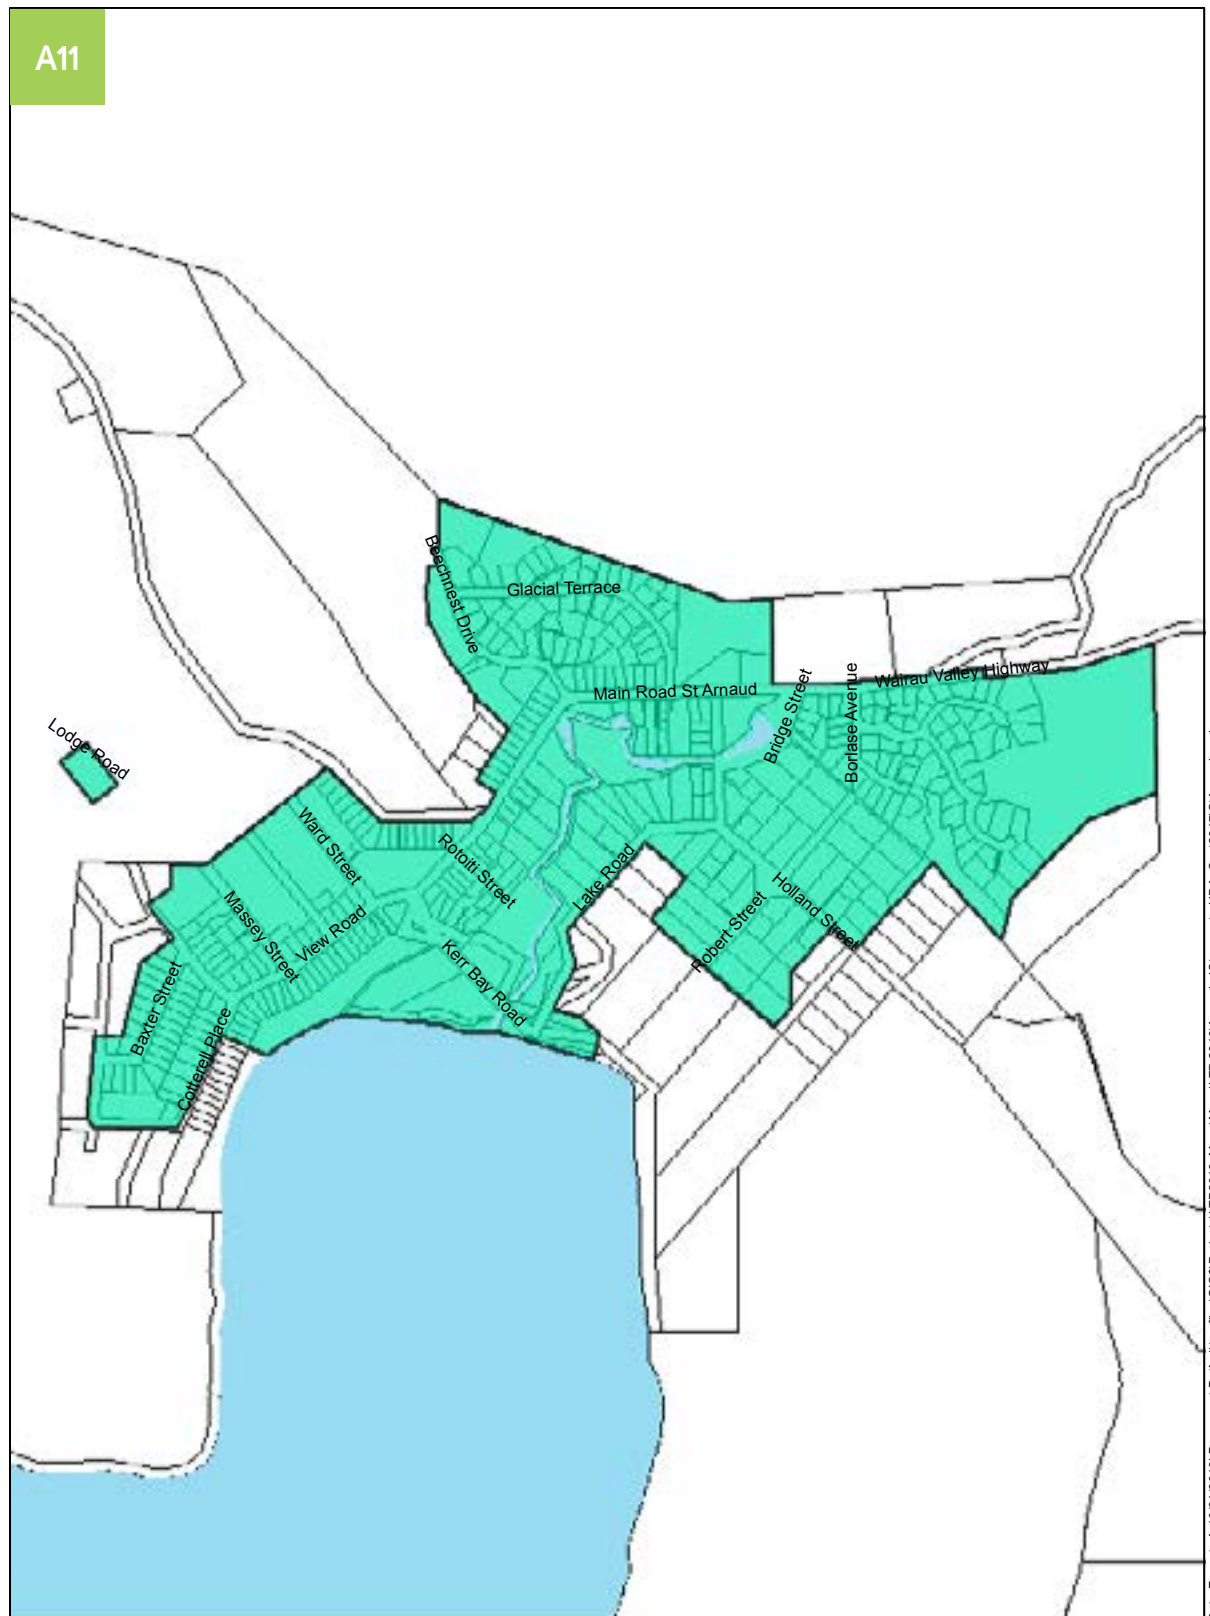 A11
Beechnest Drive
Glacial Terrace
Main Road St Arnaud
Bridge Street
Borlase Avenue
Wairau Valley Highway
Lodge Road
Ward Street
Rotoiti Street
Lake Road
Massey Street
View Road
Kerr Bay Road
Robert Street
Holland Street
Baxter Street
Cotterell Place